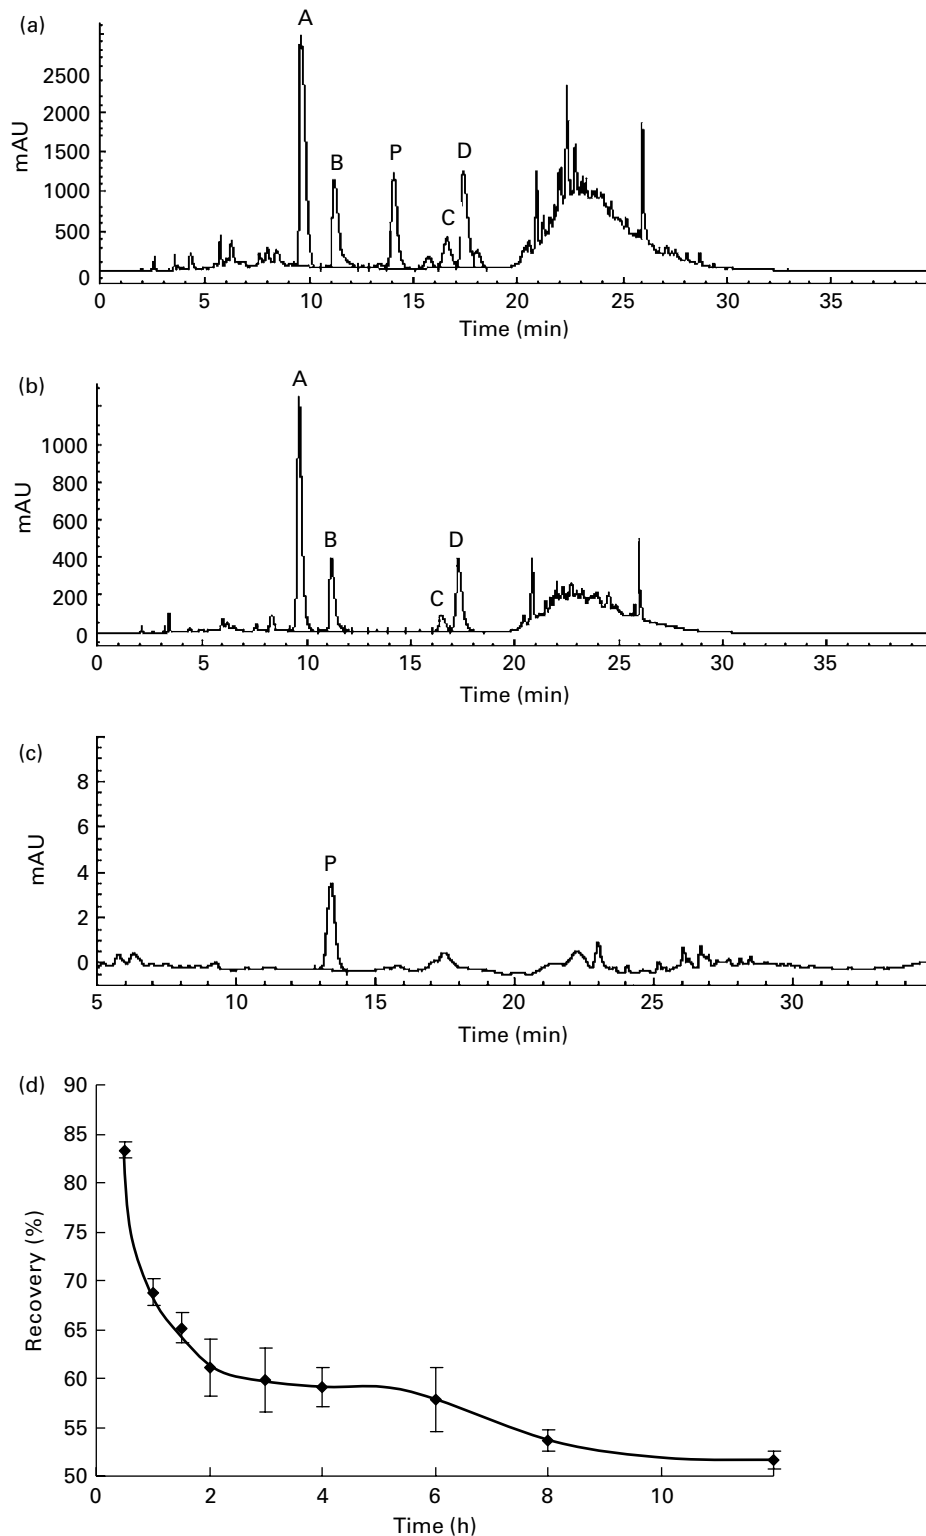 (a)
A
B
P
C
D
2500
2000
1500
1000
500
0
mAU
0 5 10 15 20 25 30 35
Time (min)
(b)
A
B
C
D
1000
800
600
400
200
0
mAU
0 5 10 15 20 25 30 35
Time (min)
(c)
P
8
6
4
2
0
mAU
5 10 15 20 25 30
Time (min)
(d)
90
85
80
75
70
65
60
55
50
Recovery (%)
0 2 4 6 8 10
Time (h)